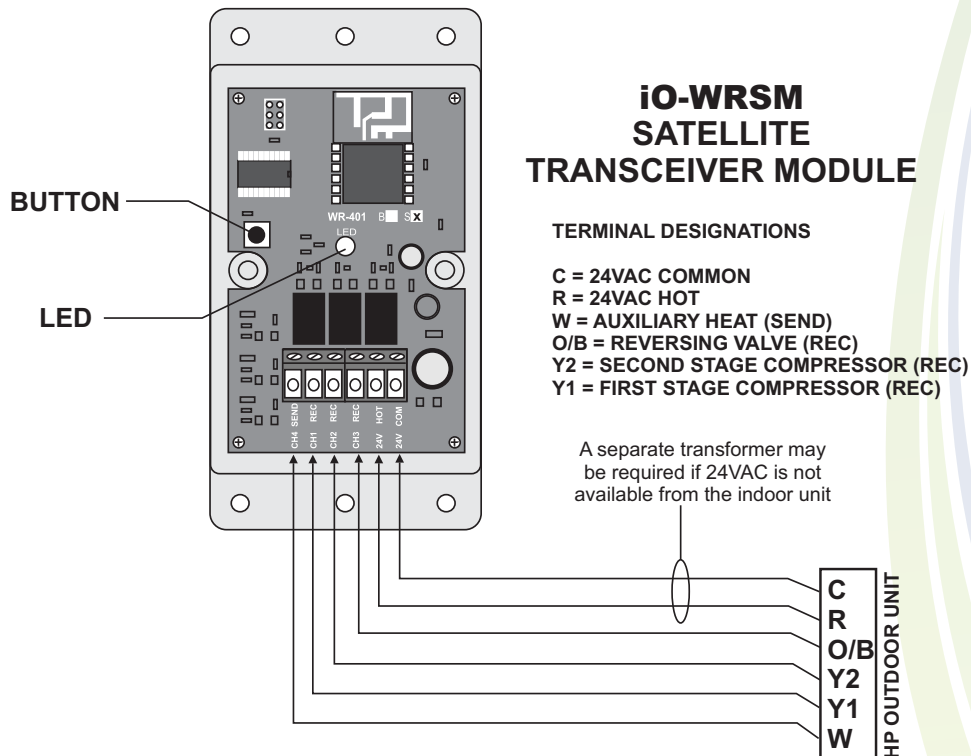 iO-WRSM
SATELLITE
TRANSCEIVER MODULE
TERMINAL DESIGNATIONS
C = 24VAC COMMON
R = 24VAC HOT
W = AUXILIARY HEAT (SEND)
O/B = REVERSING VALVE (REC)
Y2 = SECOND STAGE COMPRESSOR (REC)
Y1 = FIRST STAGE COMPRESSOR (REC)
BUTTON
LED
WR-401 B S X
LED
CH4 SEND
CH1 REC
CH2 REC
CH3 REC
24V HOT
24V COM
A separate transformer may
be required if 24VAC is not
available from the indoor unit
C
R
O/B
Y2
Y1
W
HP OUTDOOR UNIT